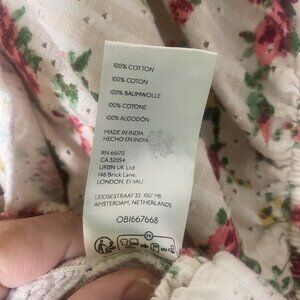 100% COTTON
100% COTON
100% BAUMWOLLE
100% COTONE
100% ALGODÓN
MADE IN INDIA
HECHO EN INDIA
RN 66170
CA 32054
URBN UK Ltd
146 Brick Lane,
LONDON. E1 6RU
LEIDSESTRAAT 32, 1017 PB
AMSTERDAM, NETHERLANDS
OB1667668